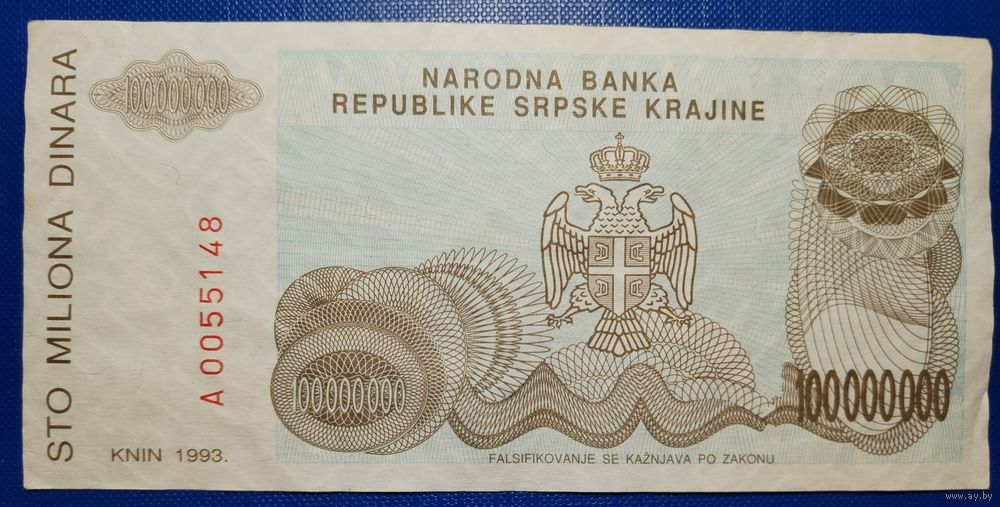 STO MILIONA DINARA
100000000
NARODNA BANKA
REPUBLIKE SRPSKE KRAJINE
A 0055148
100000000
100000000
KNIN 1993.
FALSIFIKOVANJE SE KAŽNJAVA PO ZAKONU
www.ay.by